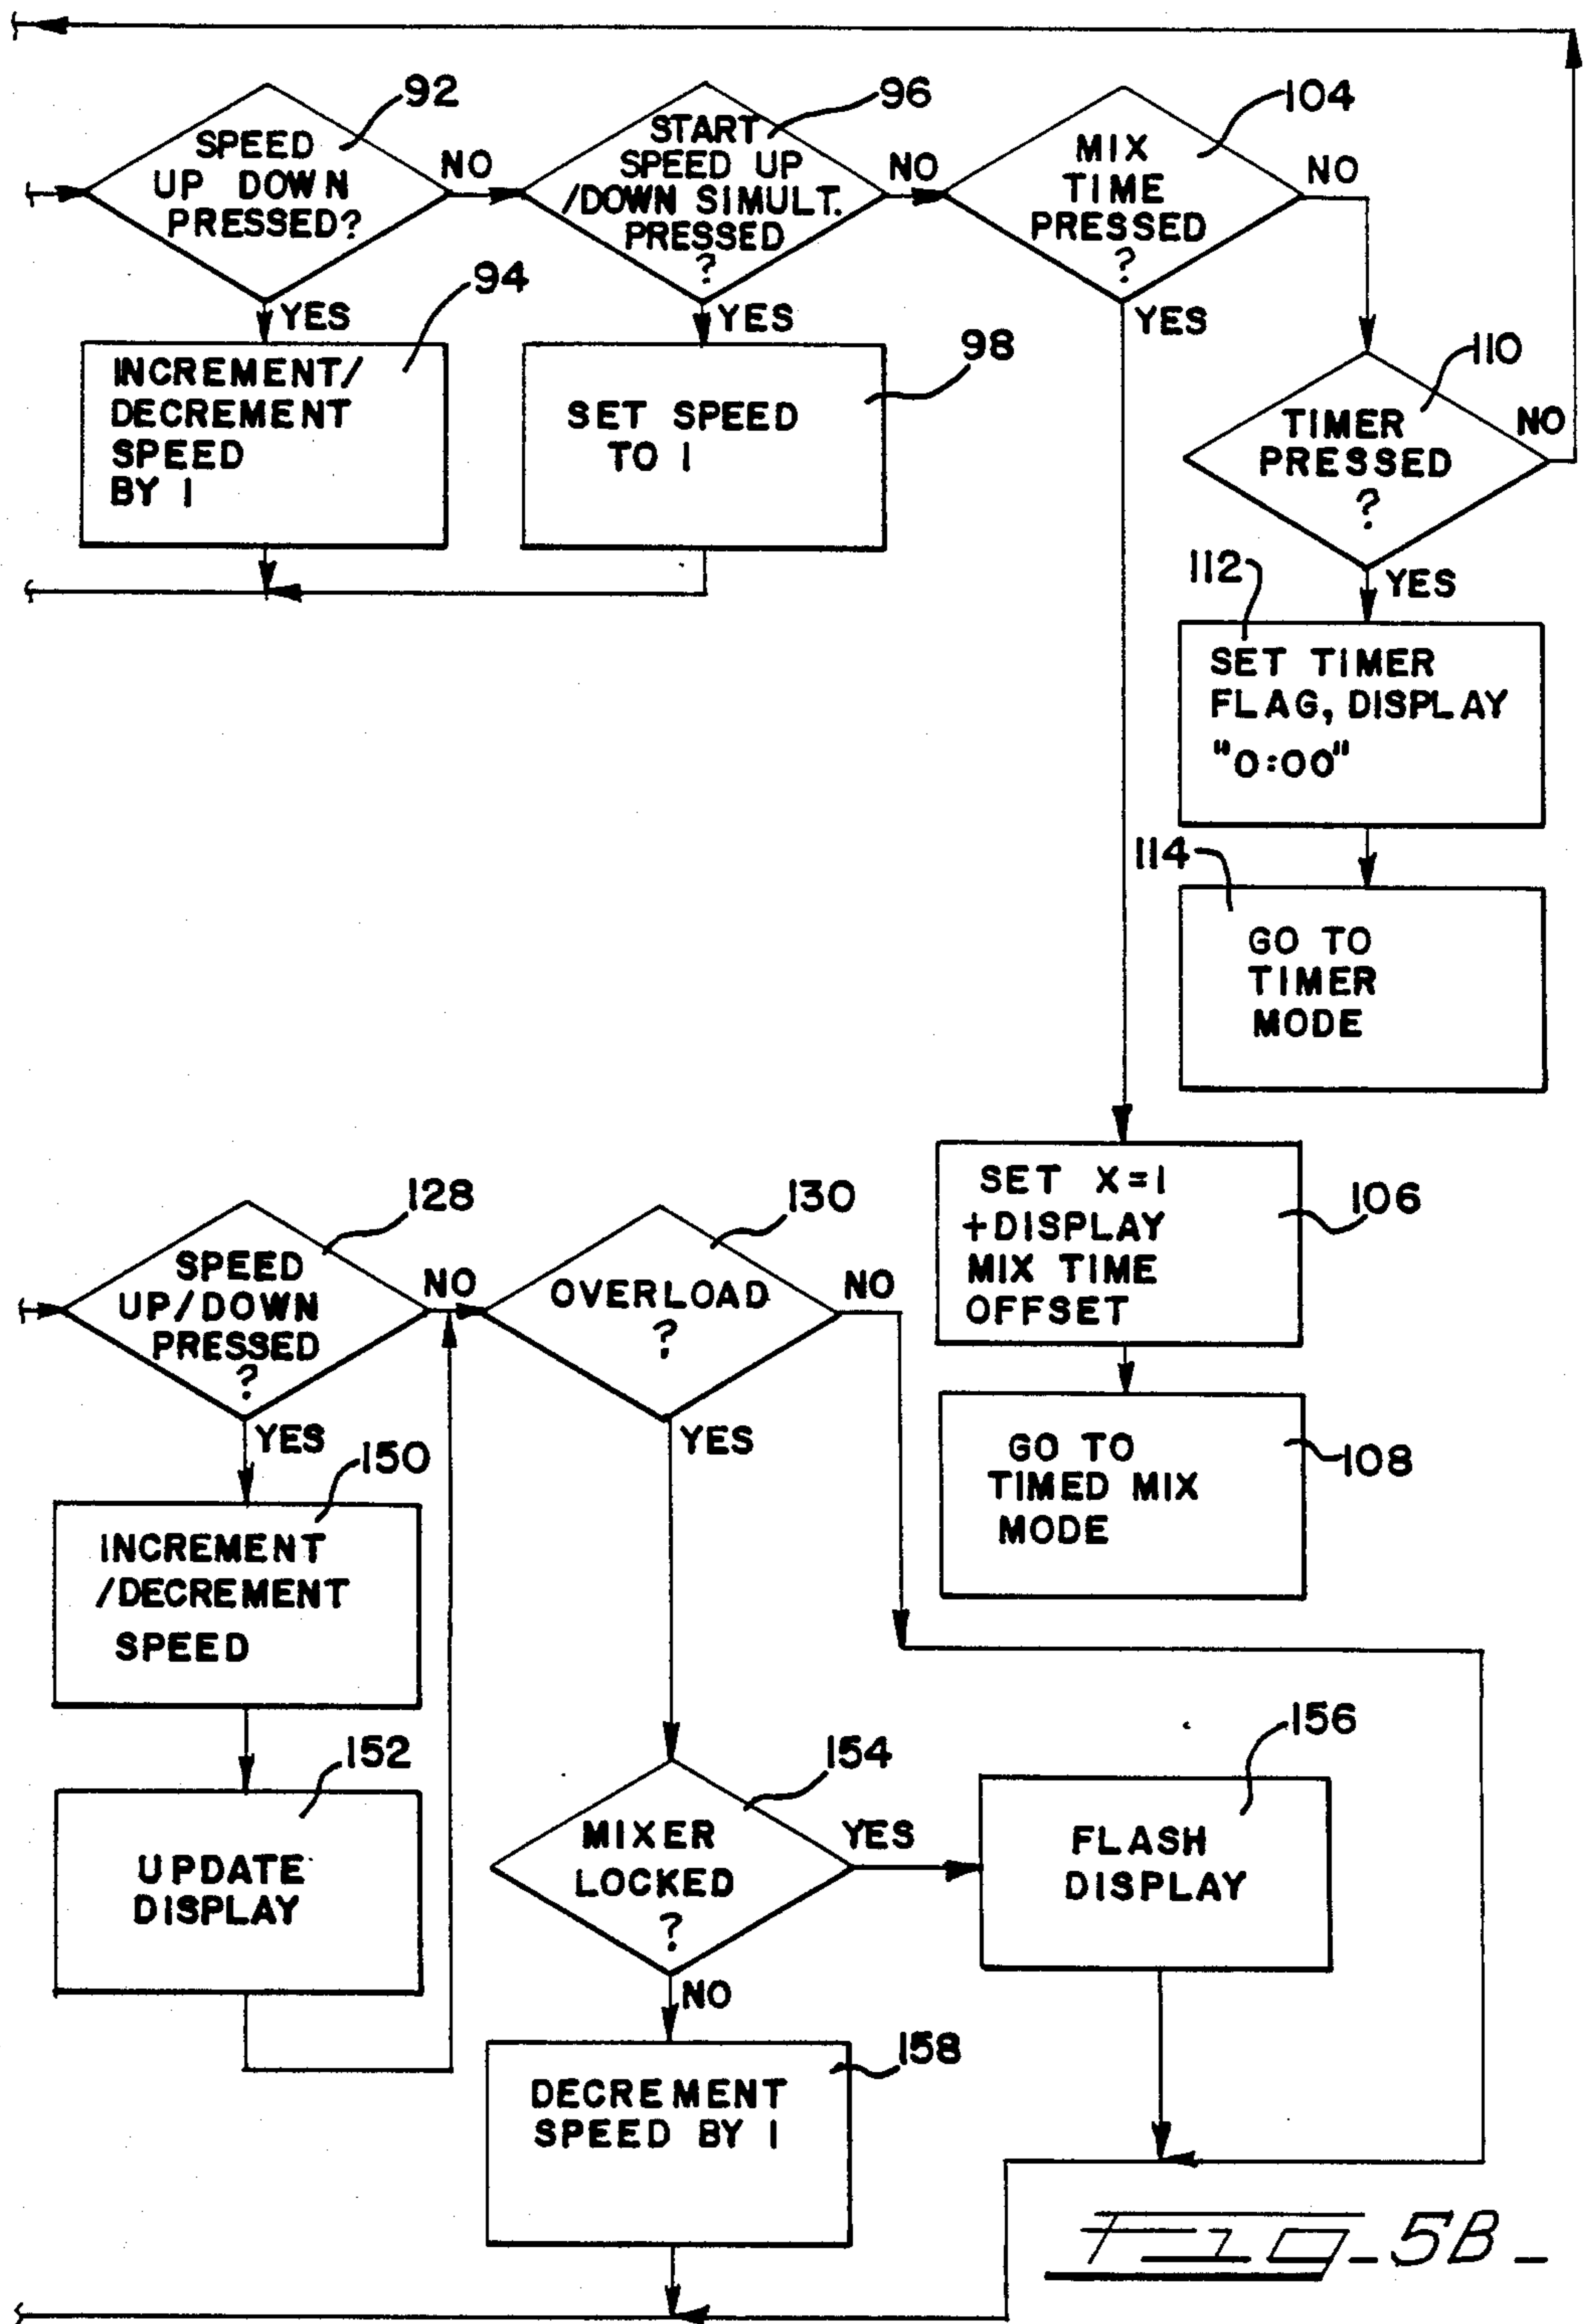 92
SPEED
UP DOWN
PRESSED?
NO
YES
94
INCREMENT/
DECREMENT
SPEED
BY 1
96
START
SPEED UP
/DOWN SIMULT.
PRESSED
?
NO
YES
98
SET SPEED
TO 1
104
MIX
TIME
PRESSED
?
NO
YES
110
TIMER
PRESSED
?
NO
YES
112
SET TIMER
FLAG, DISPLAY
"0:00"
114
GO TO
TIMER
MODE
106
SET X=1
+DISPLAY
MIX TIME
OFFSET
108
GO TO
TIMED MIX
MODE
128
SPEED
UP/DOWN
PRESSED
?
NO
YES
150
INCREMENT
/DECREMENT
SPEED
152
UPDATE
DISPLAY
130
OVERLOAD
?
NO
YES
154
MIXER
LOCKED
?
YES
NO
156
FLASH
DISPLAY
158
DECREMENT
SPEED BY 1
Fig-5B-